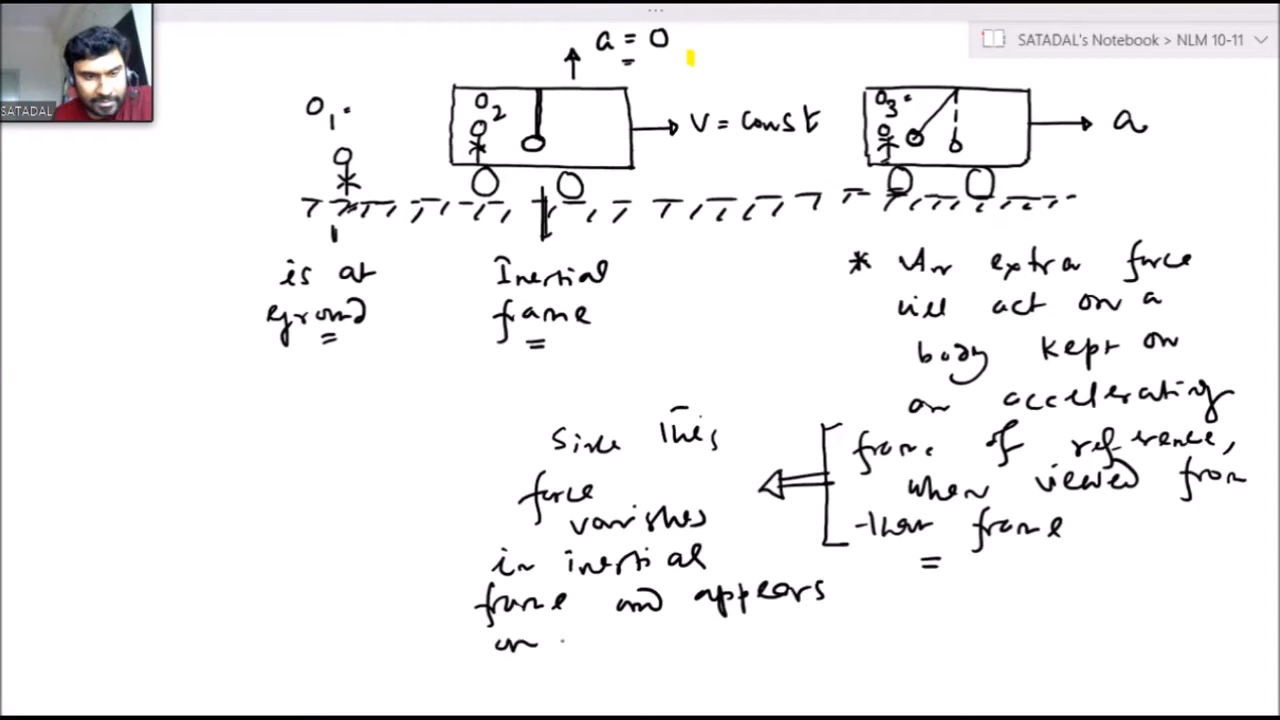 SATADAL's Notebook > NLM 10-11
SATADAL
a = 0
O1
O2
V = const
O3
a
is at
ground
Inertial
frame
* An extra force
will act on a
body kept on
an accelerating
frame of reference,
when viewed from
that frame
Since this
force
vanishes
in inertial
frame and appears
on